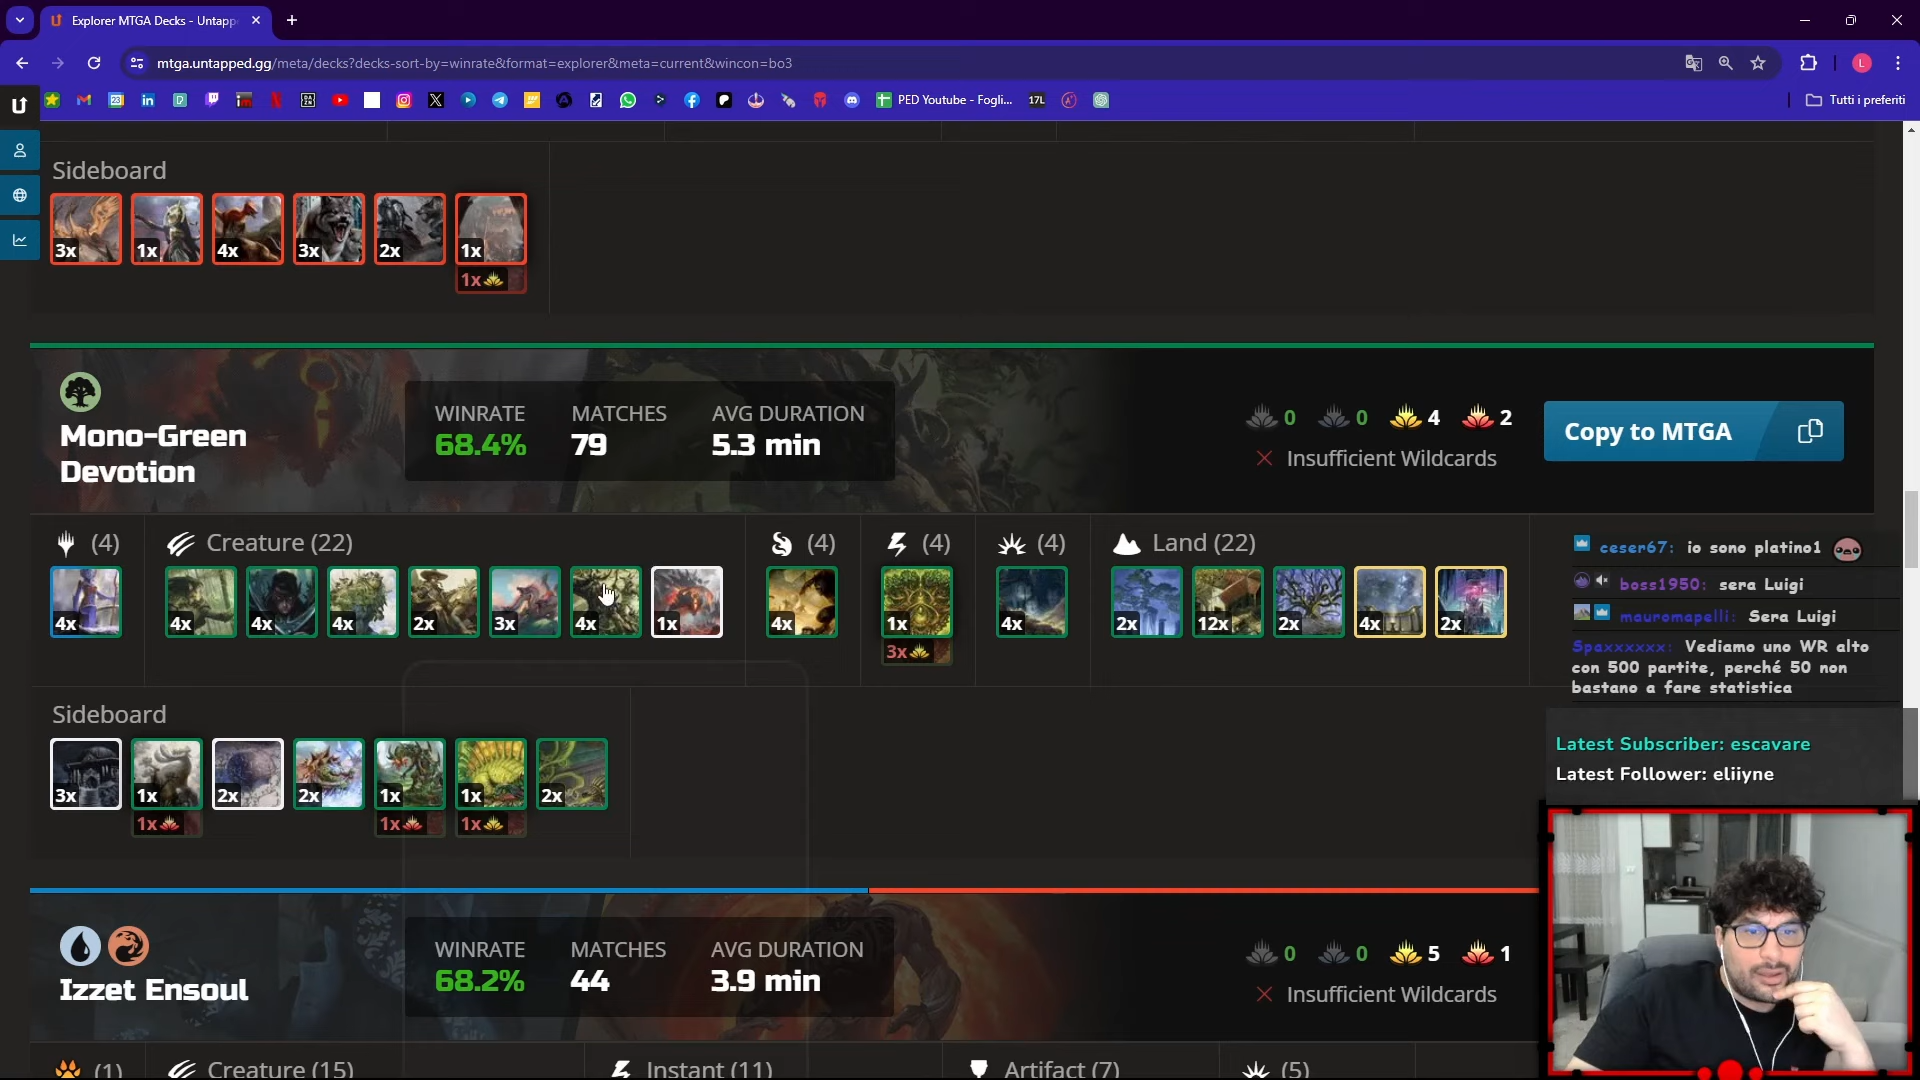 Explorer MTGA Decks - Untapp
mtga.untapped.gg/meta/decks?decks-sort-by=winrate&format=explorer&meta=current&wincon=bo3
PED Youtube - Fogli...
17L
Tutti i preferiti
Sideboard
3x
1x
4x
3x
2x
1x
1x
Mono-Green
Devotion
WINRATE
68.4%
MATCHES
79
AVG DURATION
5.3 min
0
0
4
2
Insufficient Wildcards
Copy to MTGA
(4)
Creature (22)
(4)
(4)
(4)
Land (22)
4x
4x
4x
4x
2x
3x
4x
1x
4x
1x
4x
2x
12x
2x
4x
2x
3x
ceser67: io sono platino1
boss1950: sera Luigi
mauromapelli: Sera Luigi
Spaxxxxxx: Vediamo uno WR alto
con 500 partite, perché 50 non
bastano a fare statistica
Sideboard
3x
1x
2x
2x
1x
1x
2x
1x
1x
1x
Latest Subscriber: escavare
Latest Follower: eliiyne
Izzet Ensoul
WINRATE
68.2%
MATCHES
44
AVG DURATION
3.9 min
0
0
5
1
Insufficient Wildcards
(1)
Creature (15)
Instant (11)
Artifact (7)
(5)